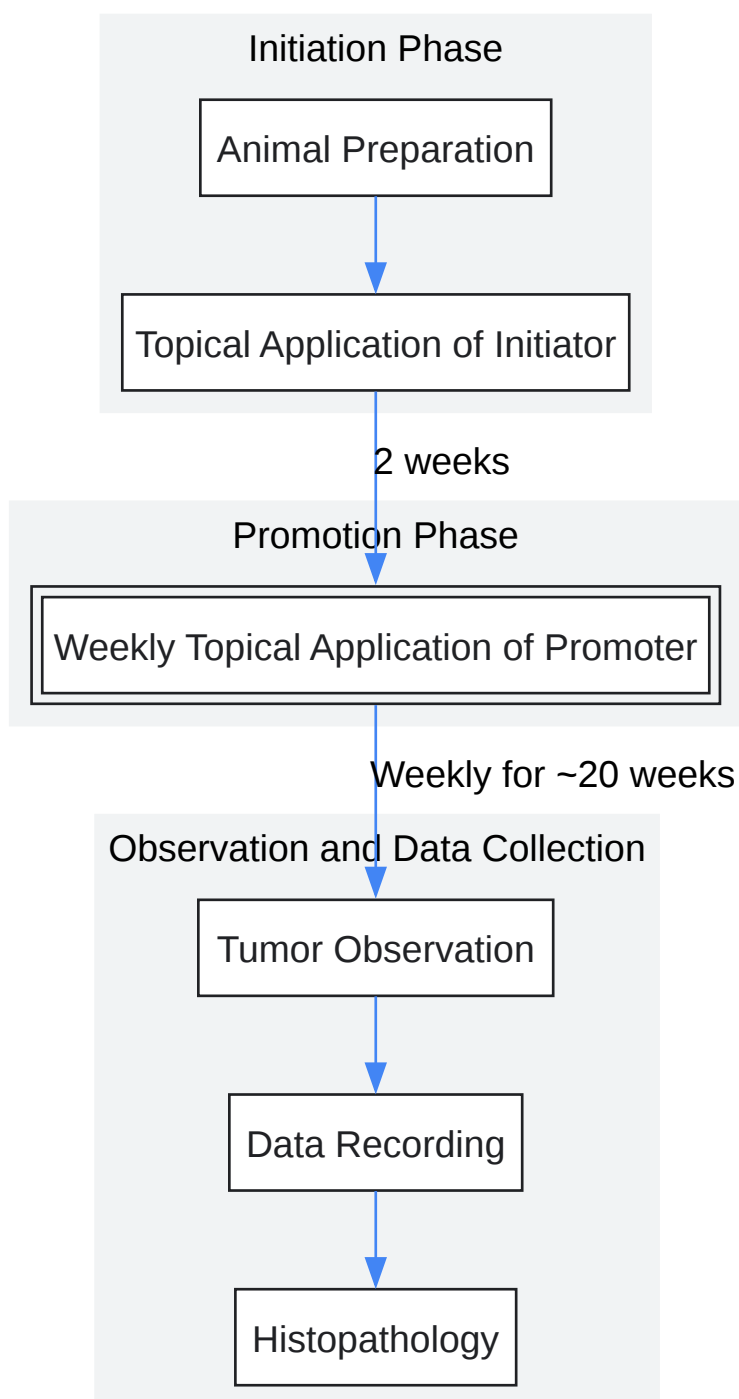 Initiation Phase
Animal Preparation
Topical Application of Initiator
2 weeks
Promotion Phase
Weekly Topical Application of Promoter
Weekly for ~20 weeks
Observation and Data Collection
Tumor Observation
Data Recording
Histopathology